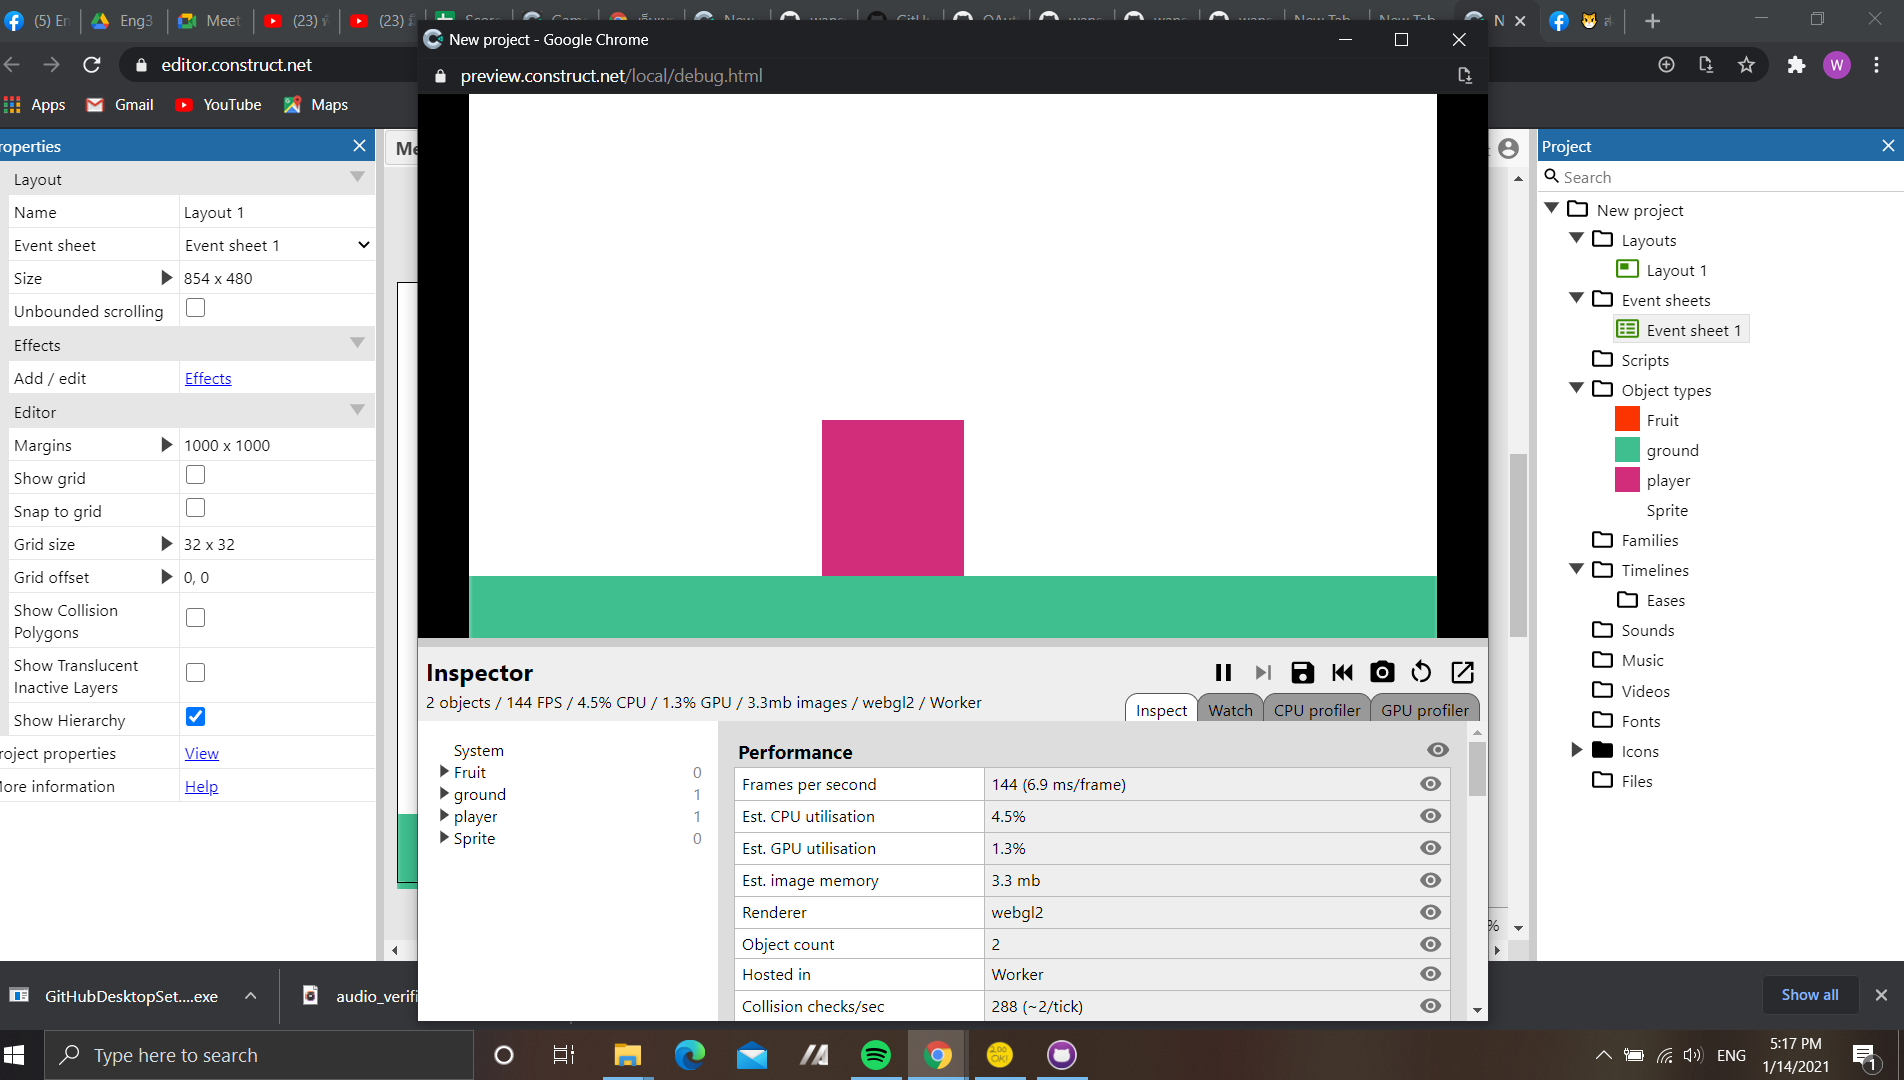 (5) En
Eng3
Meet
(23)
(23)
New Tab
New Tab
N
New project - Google Chrome
editor.construct.net
preview.construct.net/local/debug.html
W
Apps
Gmail
YouTube
Maps
roperties
Layout
Name
Layout 1
Event sheet
Event sheet 1
Size
854 x 480
Unbounded scrolling
Effects
Add / edit
Effects
Editor
Margins
1000 x 1000
Show grid
Snap to grid
Grid size
32 x 32
Grid offset
0, 0
Show Collision
Polygons
Show Translucent
Inactive Layers
Show Hierarchy
roject properties
View
ore information
Help
Me
Inspector
2 objects / 144 FPS / 4.5% CPU / 1.3% GPU / 3.3mb images / webgl2 / Worker
Inspect
Watch
CPU profiler
GPU profiler
System
Fruit 0
ground 1
player 1
Sprite 0
Performance
Frames per second 144 (6.9 ms/frame)
Est. CPU utilisation 4.5%
Est. GPU utilisation 1.3%
Est. image memory 3.3 mb
Renderer webgl2
Object count 2
Hosted in Worker
Collision checks/sec 288 (~2/tick)
%
Project
Search
New project
Layouts
Layout 1
Event sheets
Event sheet 1
Scripts
Object types
Fruit
ground
player
Sprite
Families
Timelines
Eases
Sounds
Music
Videos
Fonts
Icons
Files
GitHubDesktopSet....exe
audio_verifi
Show all
Type here to search
ENG
5:17 PM
1/14/2021
1